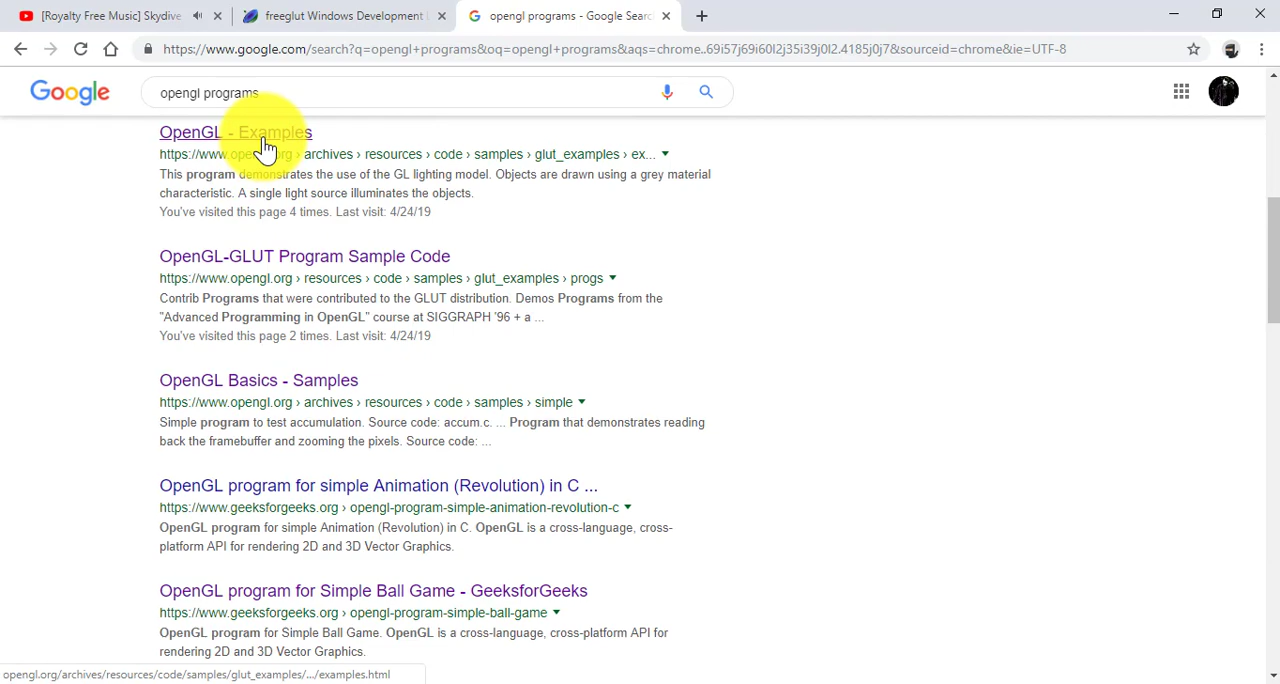 [Royalty Free Music] Skydive
freeglut Windows Development L
opengl programs - Google Search
https://www.google.com/search?q=opengl+programs&oq=opengl+programs&aqs=chrome..69i57j69i60l2j35i39j0l2.4185j0j7&sourceid=chrome&ie=UTF-8
Google
opengl programs
OpenGL - Examples
https://www.opengl.org › archives › resources › code › samples › glut_examples › ex...
This program demonstrates the use of the GL lighting model. Objects are drawn using a grey material
characteristic. A single light source illuminates the objects.
You've visited this page 4 times. Last visit: 4/24/19
OpenGL-GLUT Program Sample Code
https://www.opengl.org › resources › code › samples › glut_examples › progs
Contrib Programs that were contributed to the GLUT distribution. Demos Programs from the
"Advanced Programming in OpenGL" course at SIGGRAPH '96 + a ...
You've visited this page 2 times. Last visit: 4/24/19
OpenGL Basics - Samples
https://www.opengl.org › archives › resources › code › samples › simple
Simple program to test accumulation. Source code: accum.c. ... Program that demonstrates reading
back the framebuffer and zooming the pixels. Source code: ...
OpenGL program for simple Animation (Revolution) in C ...
https://www.geeksforgeeks.org › opengl-program-simple-animation-revolution-c
OpenGL program for simple Animation (Revolution) in C. OpenGL is a cross-language, cross-
platform API for rendering 2D and 3D Vector Graphics.
OpenGL program for Simple Ball Game - GeeksforGeeks
https://www.geeksforgeeks.org › opengl-program-simple-ball-game
OpenGL program for Simple Ball Game. OpenGL is a cross-language, cross-platform API for
rendering 2D and 3D Vector Graphics.
opengl.org/archives/resources/code/samples/glut_examples/.../examples.html